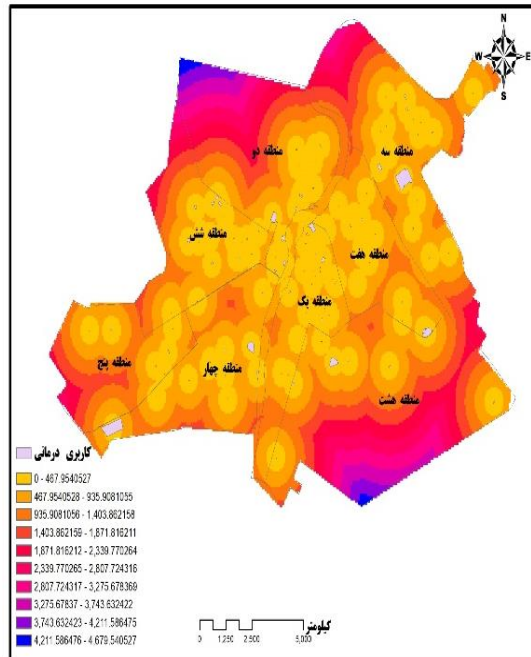 N
W
E
S
منطقه سه
منطقه دو
منطقه شش
منطقه هفت
منطقه یک
منطقه پنج
منطقه چهار
منطقه هشت
کاربری درمانی
0 - 467.9540527
467.9540528 - 935.9081055
935.9081056 - 1,403.862158
1,403.862159 - 1,871.816211
1,871.816212 - 2,339.770264
2,339.770265 - 2,807.724316
2,807.724317 - 3,275.678369
3,275.67837 - 3,743.632422
3,743.632423 - 4,211.586475
4,211.586476 - 4,679.540527
کیلومتر
0 1,250 2,500 5,000